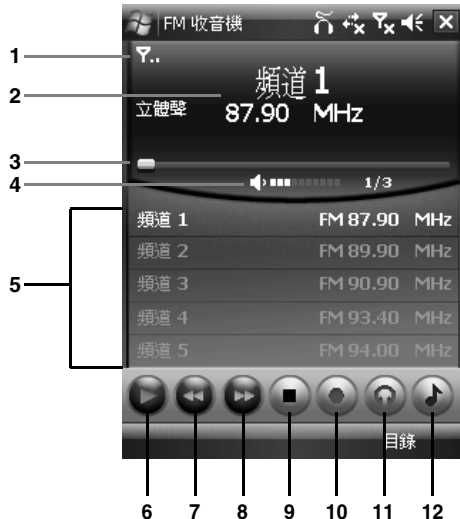 FM 收音機
1
2
頻道 1
立體聲 87.90 MHz
3
4
1/3
5
頻道 1 FM 87.90 MHz
頻道 2 FM 89.90 MHz
頻道 3 FM 90.90 MHz
頻道 4 FM 93.40 MHz
頻道 5 FM 94.00 MHz
目錄
6 7 8 9 10 11 12